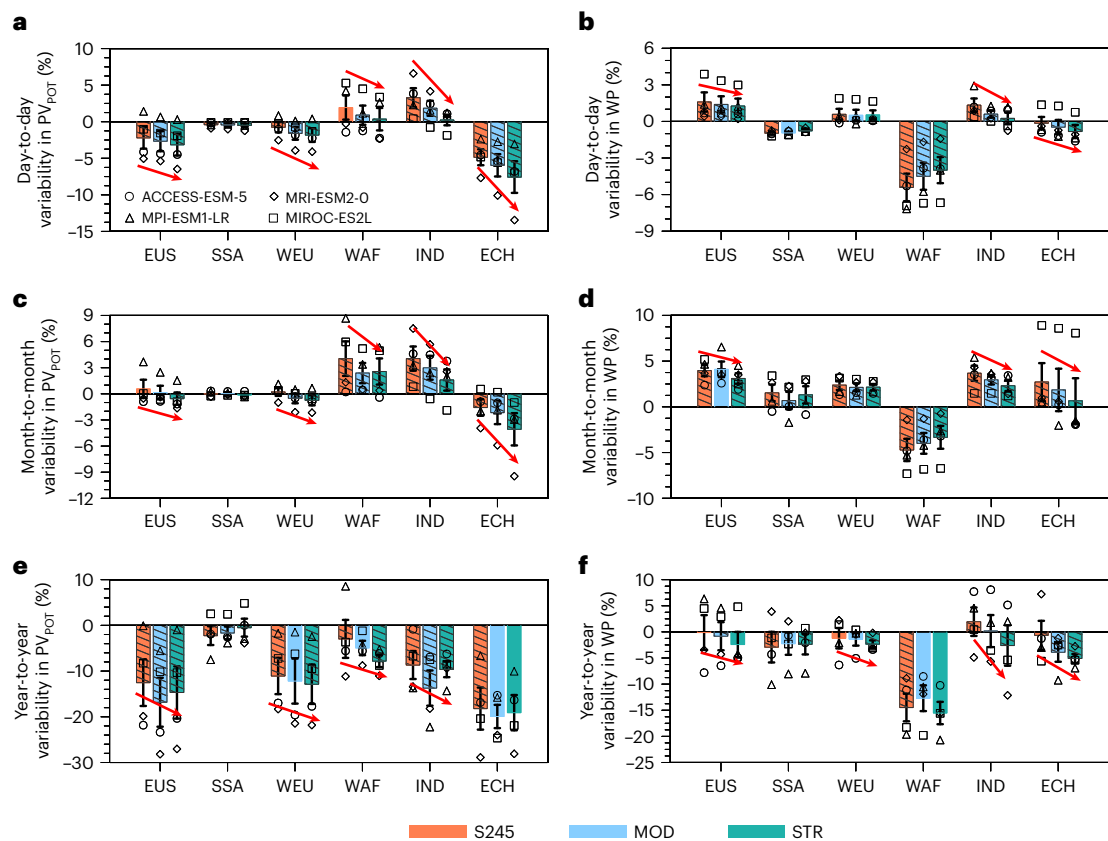 a
Day-to-day
variability in PVPOT (%)
10
5
0
–5
–10
–15
ACCESS-ESM-5
MRI-ESM2-0
MPI-ESM1-LR
MIROC-ES2L
EUS SSA WEU WAF IND ECH
b
Day-to-day
variability in WP (%)
6
3
0
–3
–6
–9
EUS SSA WEU WAF IND ECH
c
Month-to-month
variability in PVPOT (%)
9
6
3
0
–3
–6
–9
–12
EUS SSA WEU WAF IND ECH
d
Month-to-month
variability in WP (%)
10
5
0
–5
–10
EUS SSA WEU WAF IND ECH
e
Year-to-year
variability in PVPOT (%)
10
0
–10
–20
–30
EUS SSA WEU WAF IND ECH
f
Year-to-year
variability in WP (%)
10
5
0
–5
–10
–15
–20
–25
EUS SSA WEU WAF IND ECH
S245 MOD STR